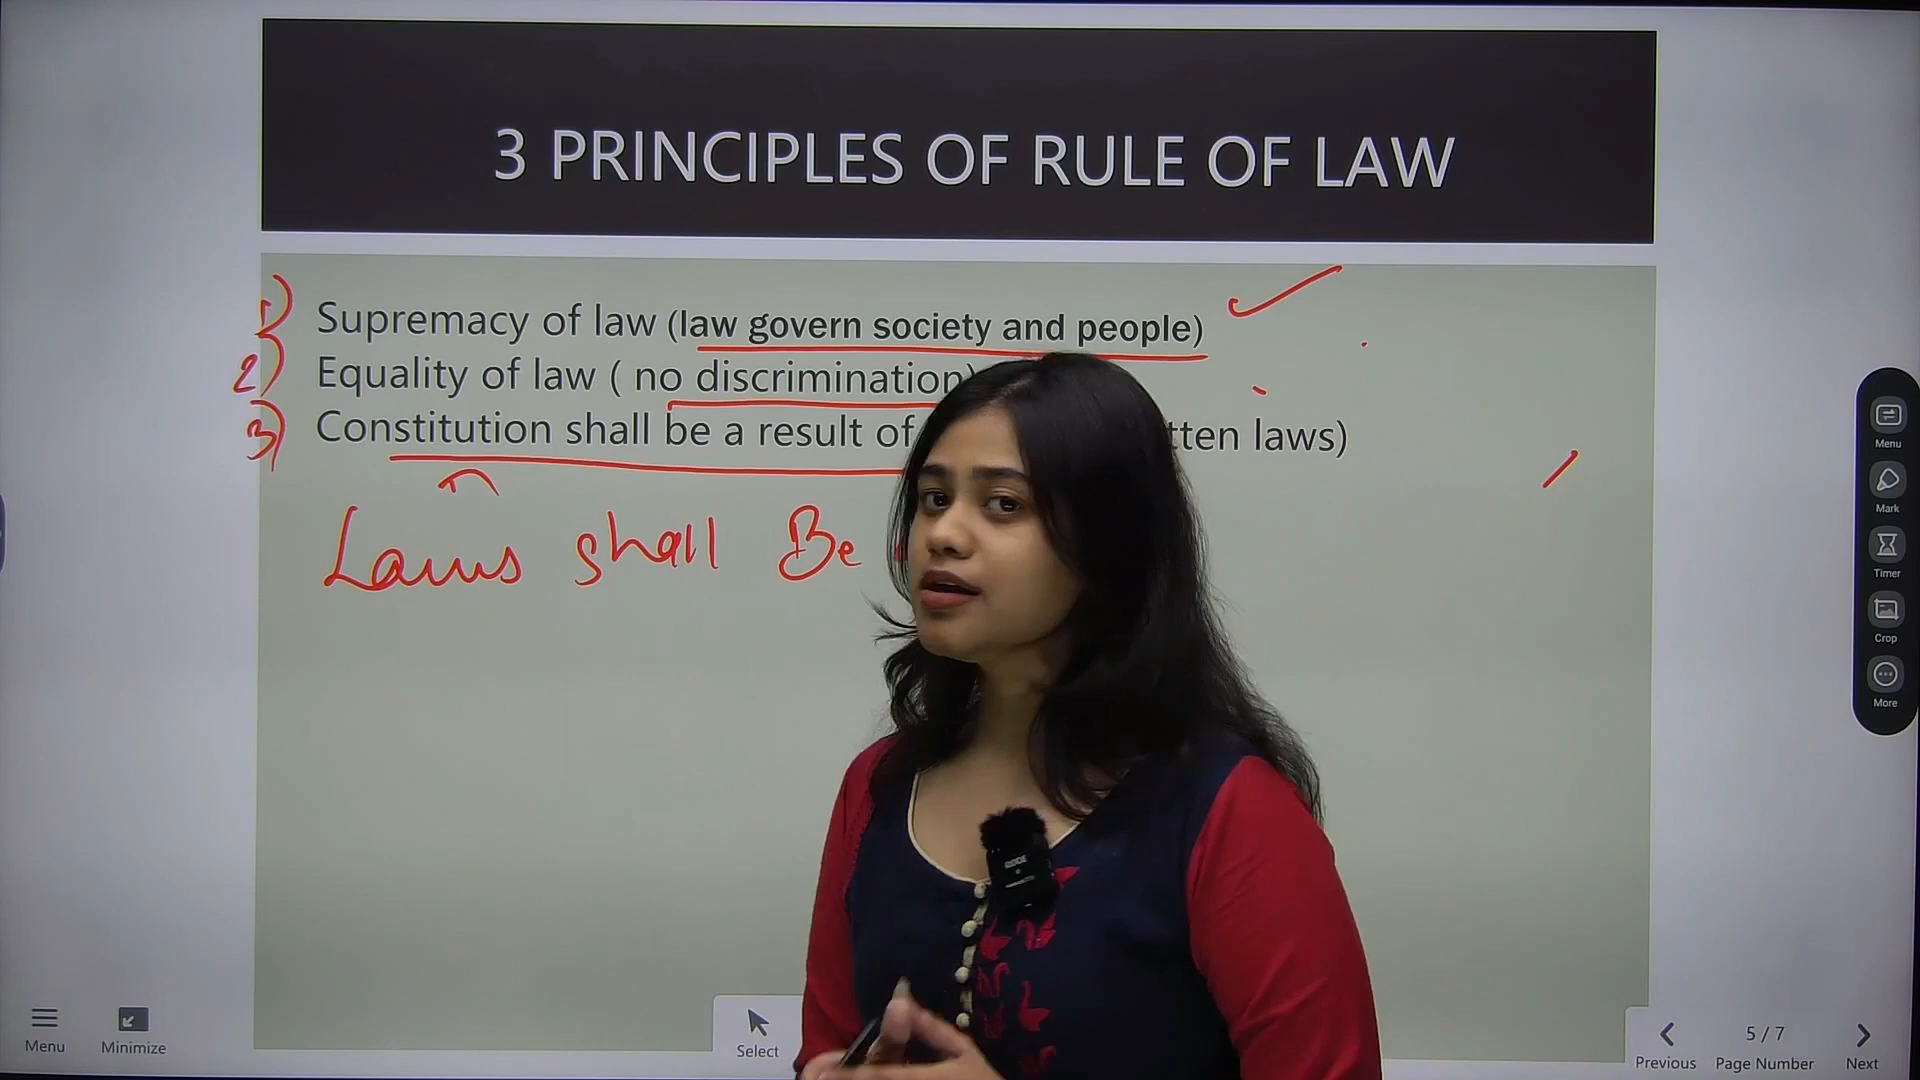 3 PRINCIPLES OF RULE OF LAW
1) Supremacy of law (law govern society and people)
2) Equality of law ( no discrimination)
3) Constitution shall be a result of tten laws)
Laws shall Be
Menu
Mark
Timer
Crop
More
RODE
Menu
Minimize
Select
5 / 7
Previous
Page Number
Next